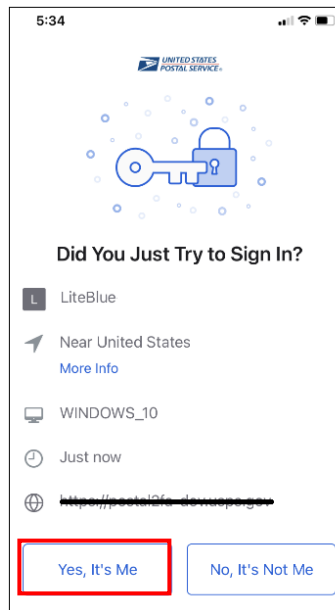 5:34
UNITED STATES
POSTAL SERVICE®
Did You Just Try to Sign In?
L LiteBlue
Near United States
More Info
WINDOWS_10
Just now
Yes, It's Me
No, It's Not Me